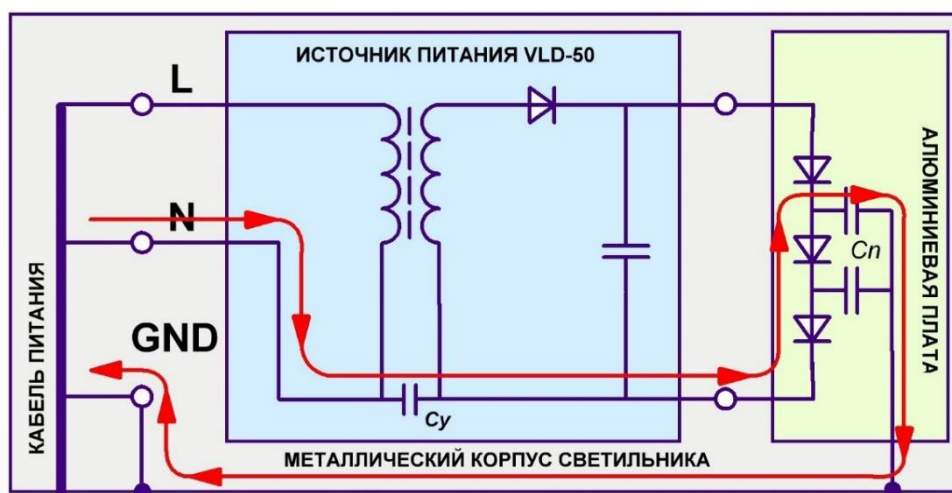 ИСТОЧНИК ПИТАНИЯ VLD-50
L
N
GND
КАБЕЛЬ ПИТАНИЯ
Cy
Cп
АЛЮМИНИЕВАЯ ПЛАТА
МЕТАЛЛИЧЕСКИЙ КОРПУС СВЕТИЛЬНИКА